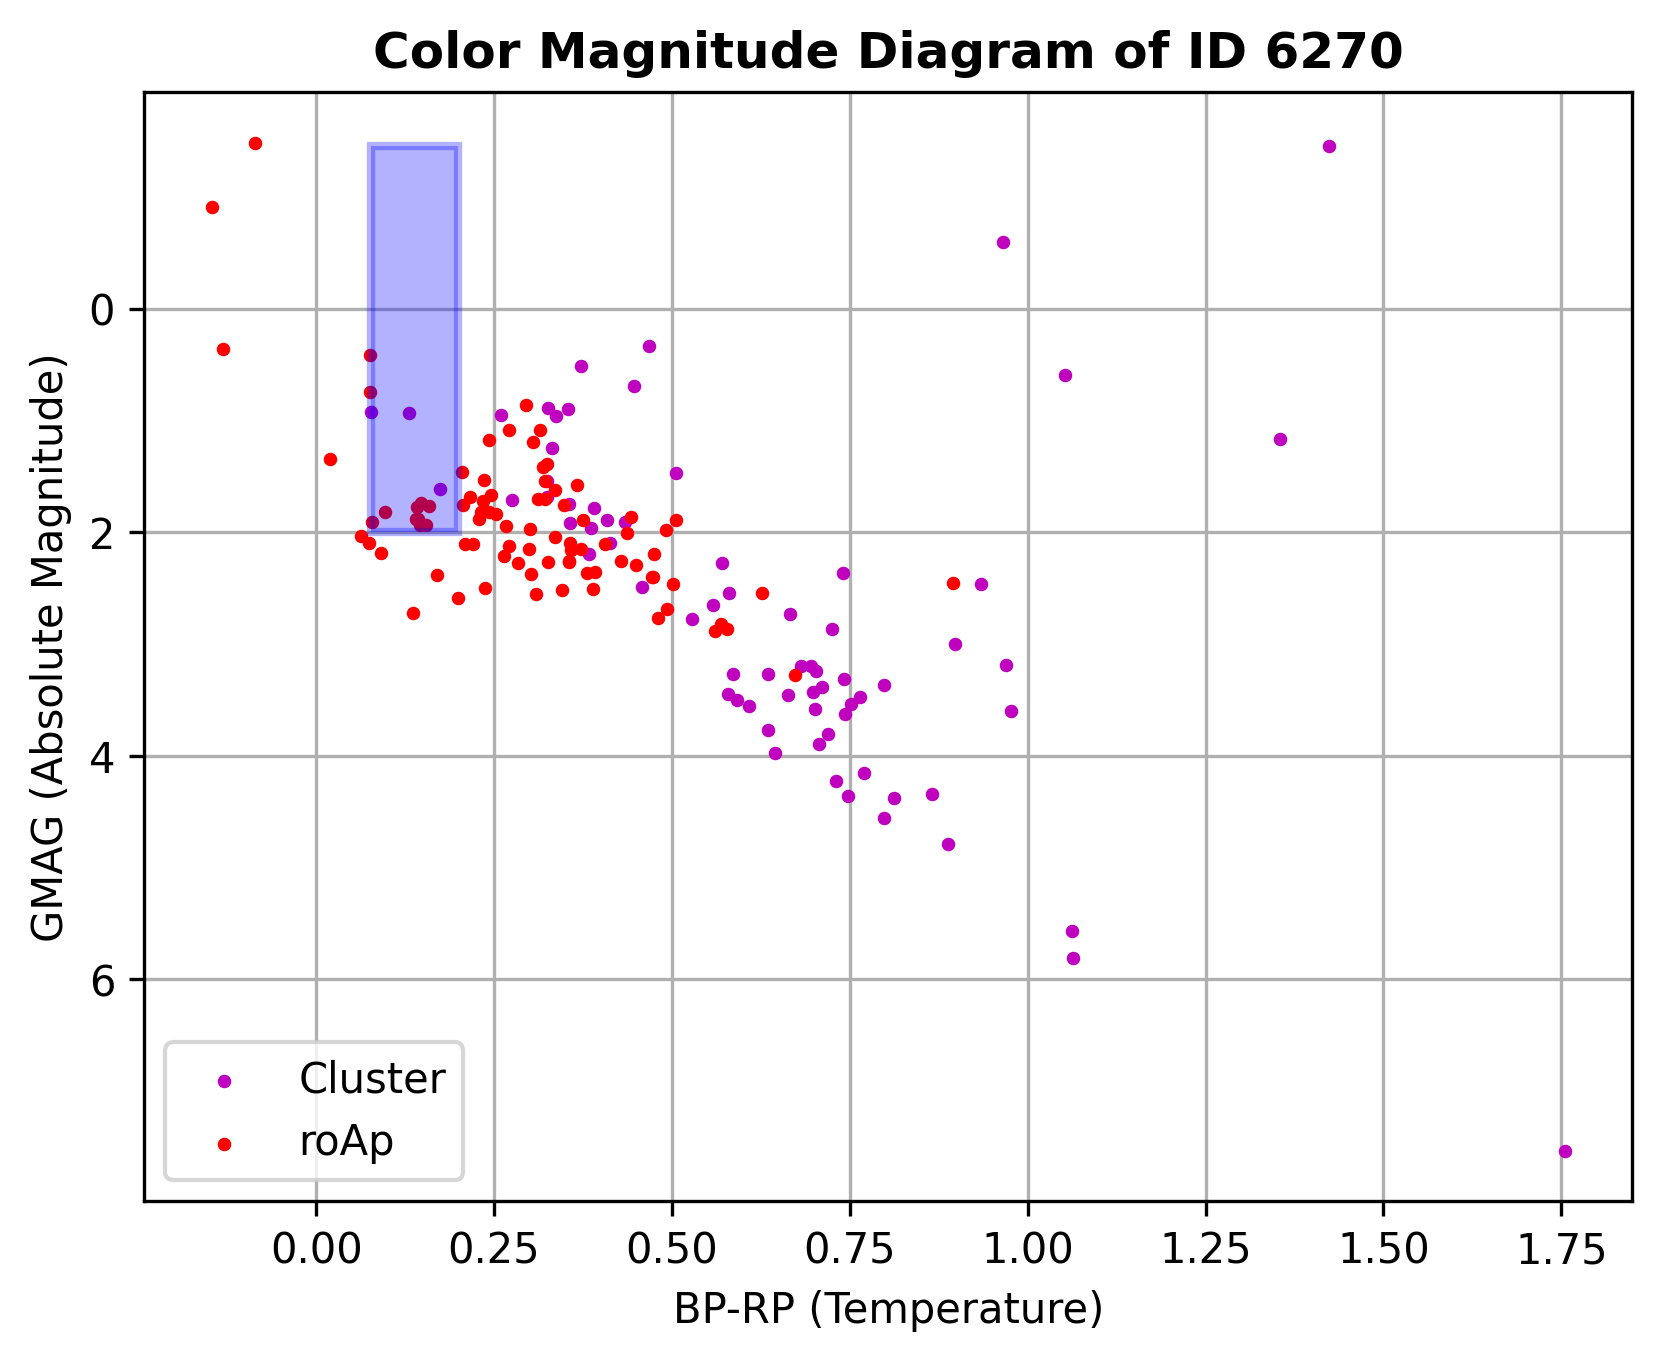 Color Magnitude Diagram of ID 6270
GMAG (Absolute Magnitude)
0
2
4
6
Cluster
roAp
0.00 0.25 0.50 0.75 1.00 1.25 1.50 1.75
BP-RP (Temperature)